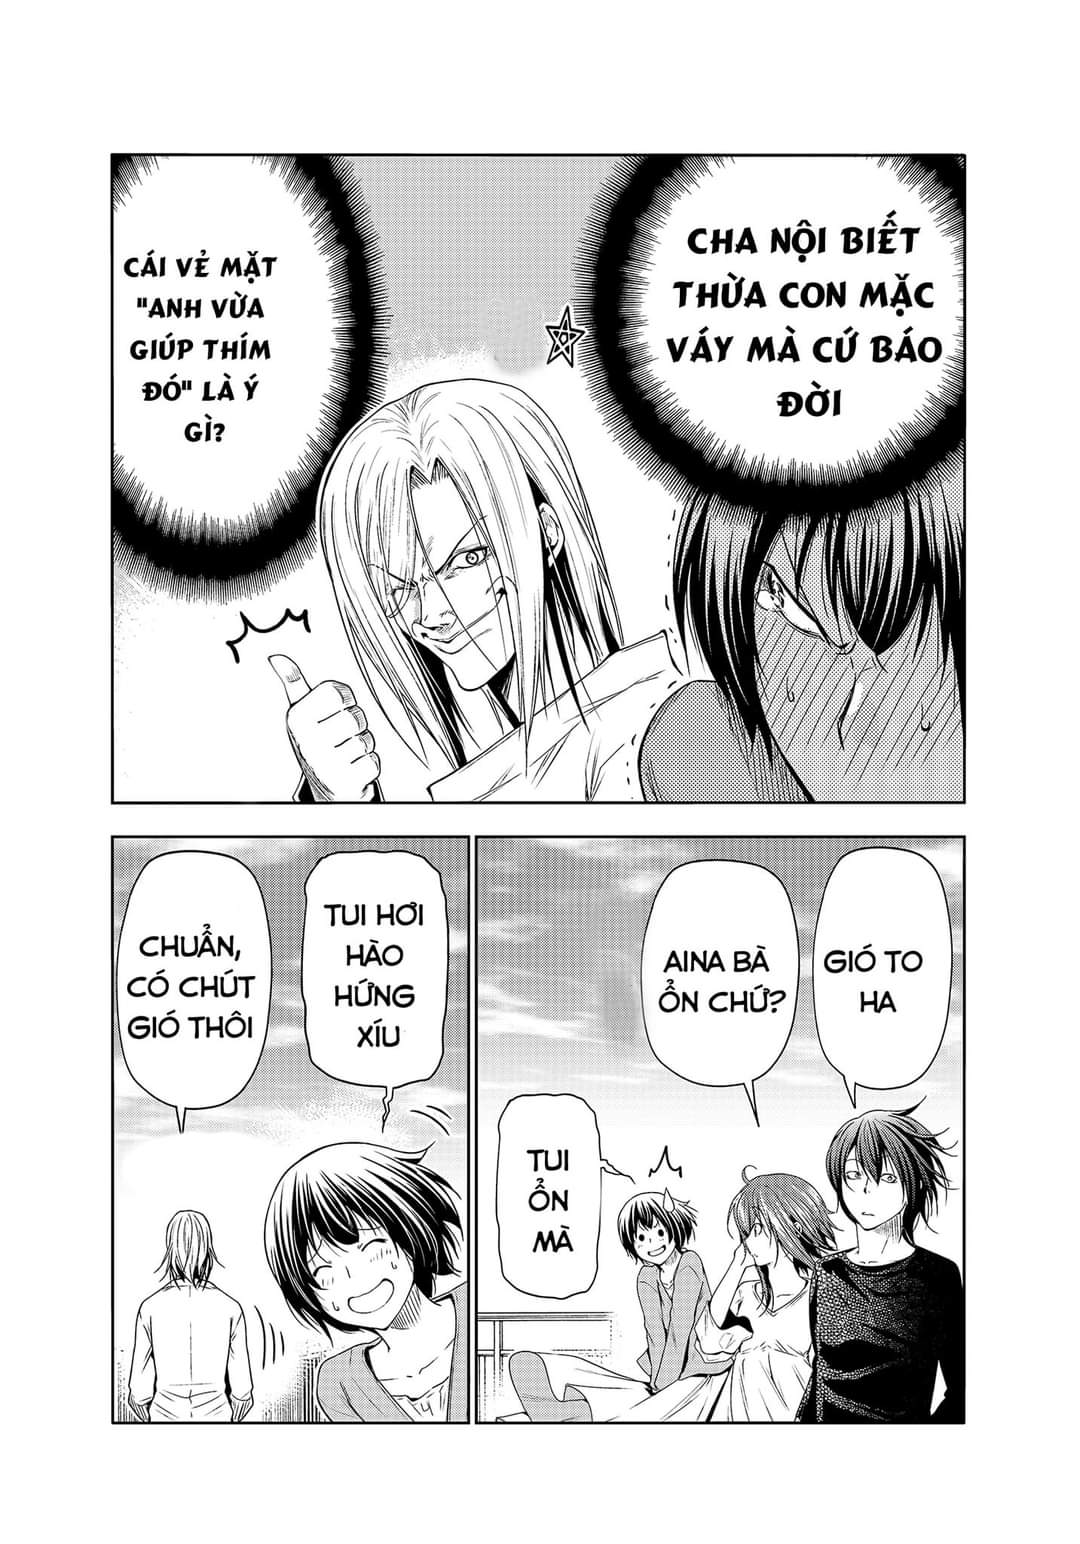 CHA NỘI BIẾT
THỪA CON MẶC
VÁY MÀ CỨ BÁO
ĐỜI
CÁI VẺ MẶT
"ANH VỪA
GIÚP THÍM
ĐÓ" LÀ Ý
GÌ?
GIÓ TO
HA
AINA BÀ
ỔN CHỨ?
TUI
ỔN
MÀ
TUI HƠI
HÀO
HỨNG
XÍU
CHUẨN,
CÓ CHÚT
GIÓ THÔI